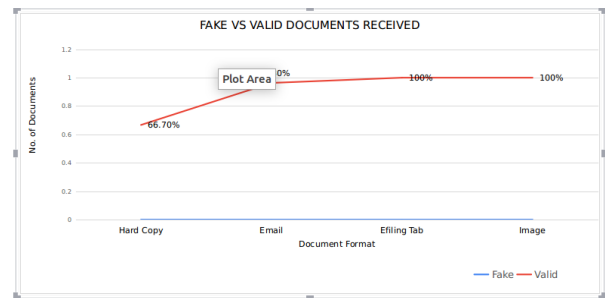 FAKE VS VALID DOCUMENTS RECEIVED
1.2
1
0.8
0.6
0.4
0.2
0
No. of Documents
66.70%
Plot Area
0%
100%
100%
Hard Copy
Email
Efiling Tab
Image
Document Format
Fake
Valid